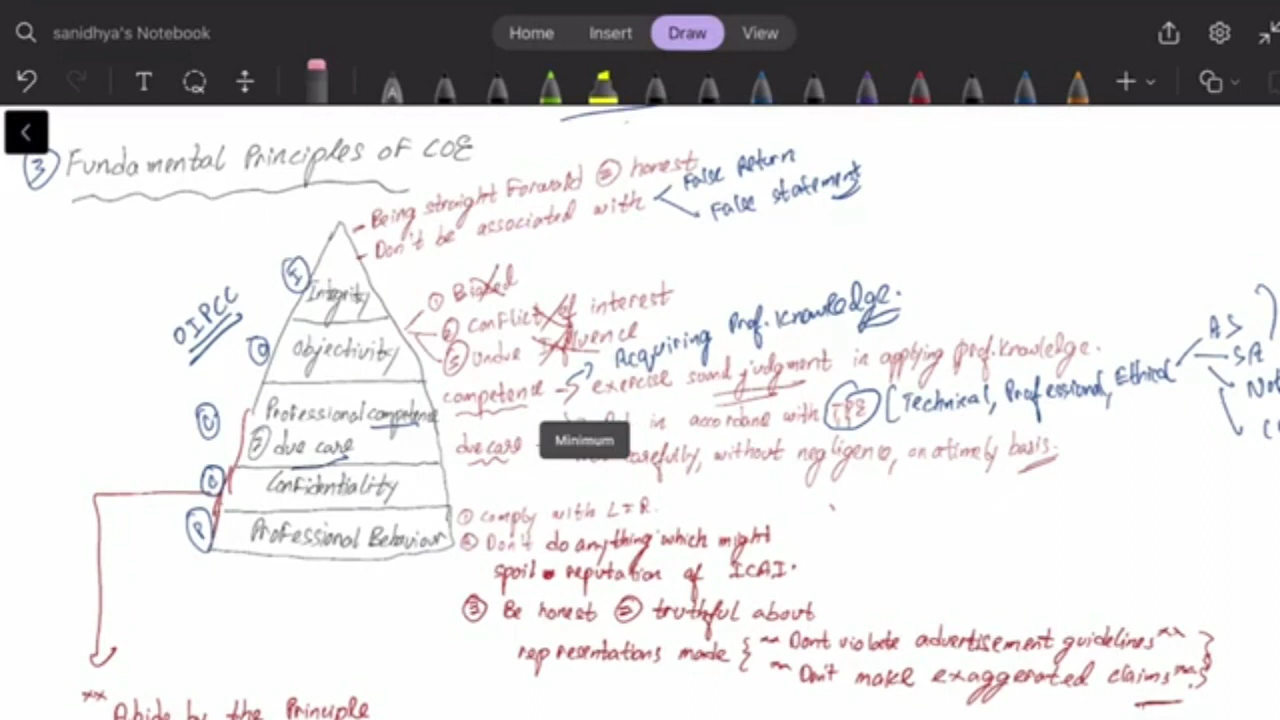 sanidhya's Notebook
Home Insert Draw View
T
A
③ Fundamental Principles of COE
- Being straight Forward & honest
- Don't be associated with
False Return
False statement
OIPCC
I
Integrity
① Biased
② Conflict of interest
③ Undue influence
O
Objectivity
Acquiring Prof. Knowledge.
competence
exercise sound judgment in applying prof. Knowledge.
C
Professional competence
& due care
in accordance with TPE [Technical, Professional, Ethical
AS
SA
due care
Minimum
carefully, without negligence, on a timely basis.
Confidentiality
P
Professional Behaviour
① comply with L & R.
② Don't do anything which might
spoil reputation of ICAI.
③ Be honest & truthful about
representations made { ~ Dont violate advertisement guidelines }
~ Don't make exaggerated claims
Abide by the Principle